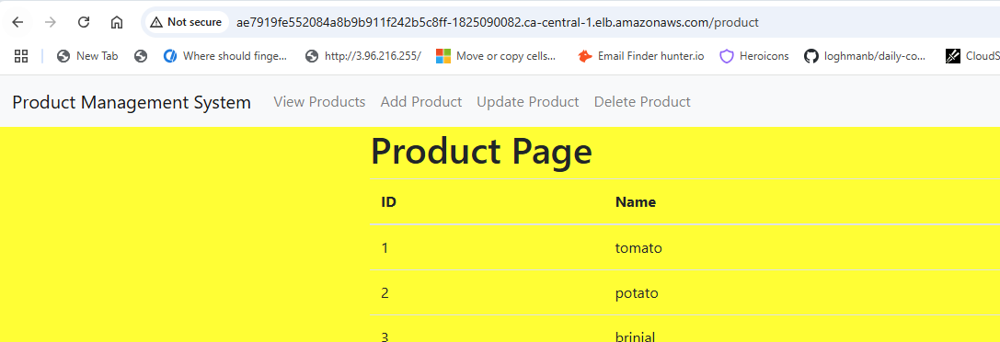 Not secure ae7919fe552084a8b9b911f242b5c8ff-1825090082.ca-central-1.elb.amazonaws.com/product
New Tab Where should finge... http://3.96.216.255/ Move or copy cells... Email Finder hunter.io Heroicons loghmanb/daily-co... CloudS
Product Management System View Products Add Product Update Product Delete Product
Product Page
ID Name
1 tomato
2 potato
3 brinjal